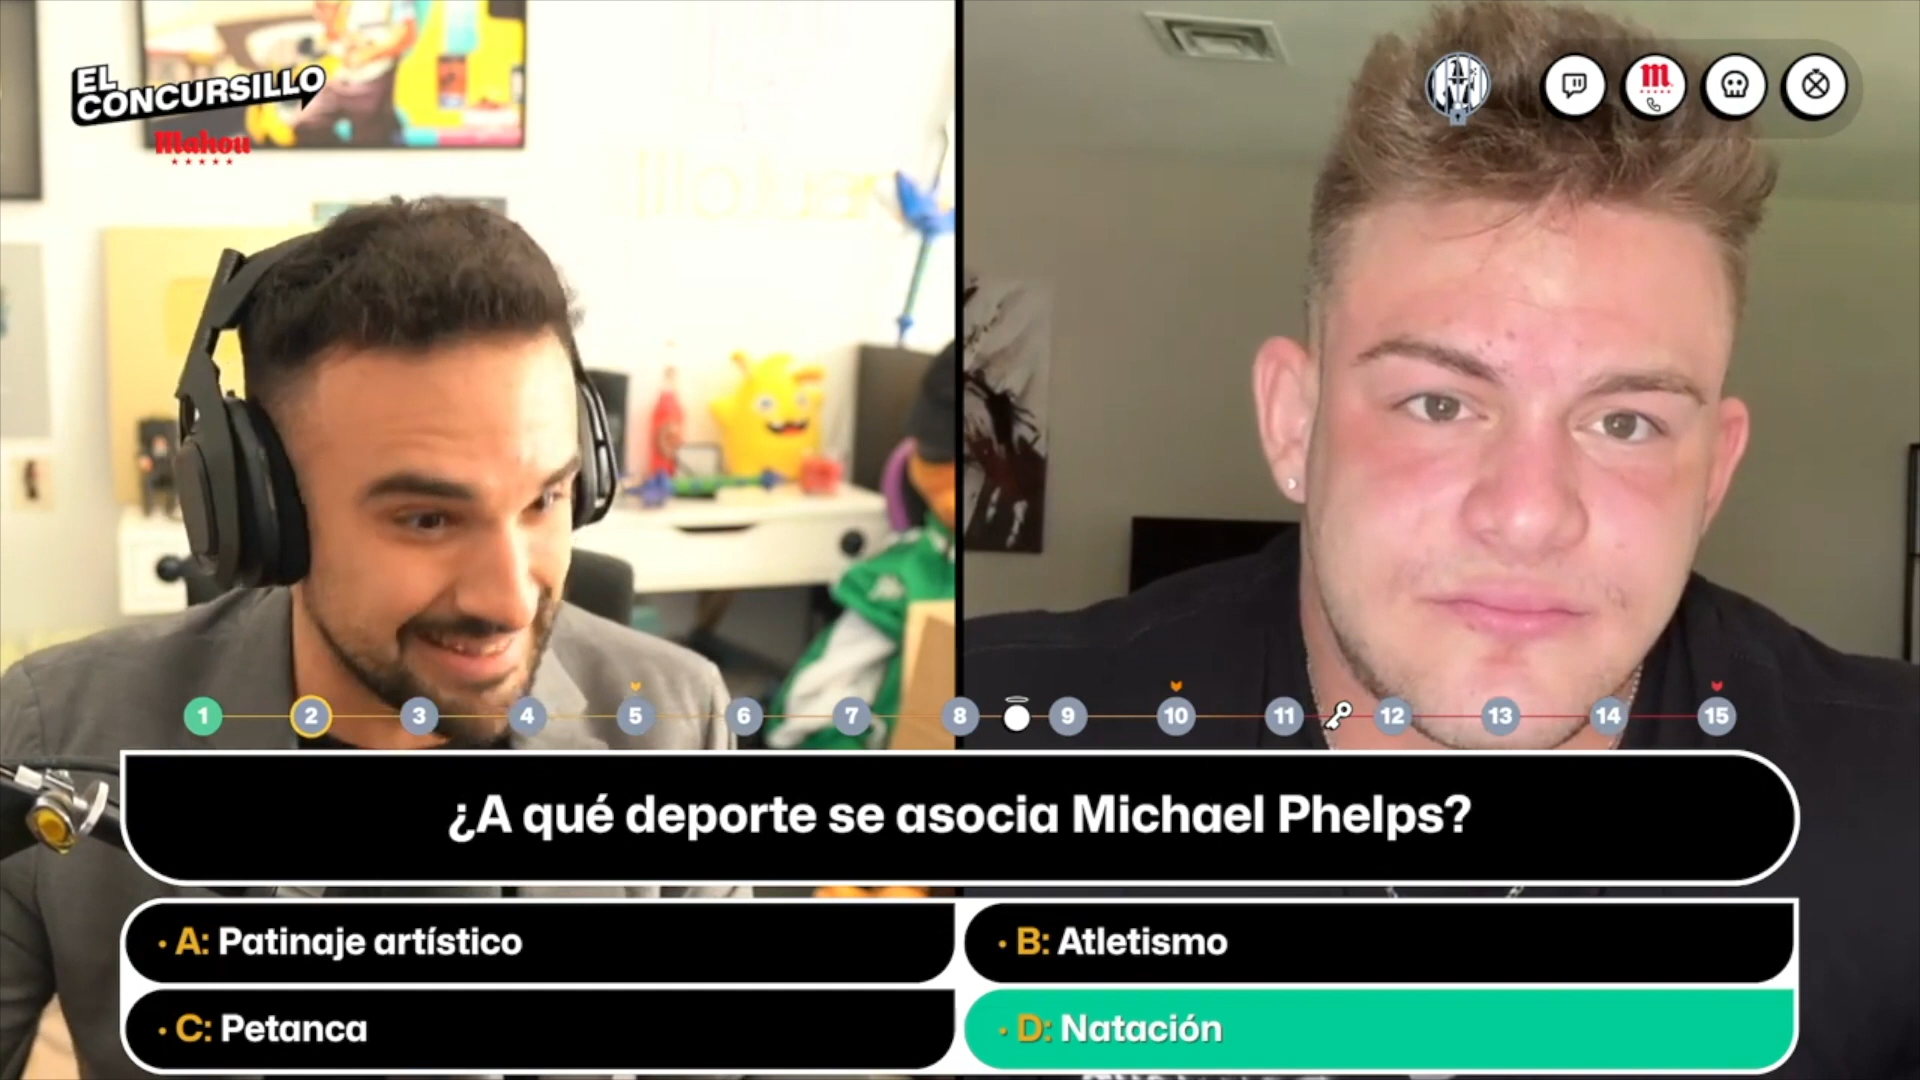 EL
CONCURSILLO
Mahou
m
1
2
3
4
5
6
7
8
9
10
11
12
13
14
15
¿A qué deporte se asocia Michael Phelps?
· A: Patinaje artístico
· B: Atletismo
· C: Petanca
· D: Natación